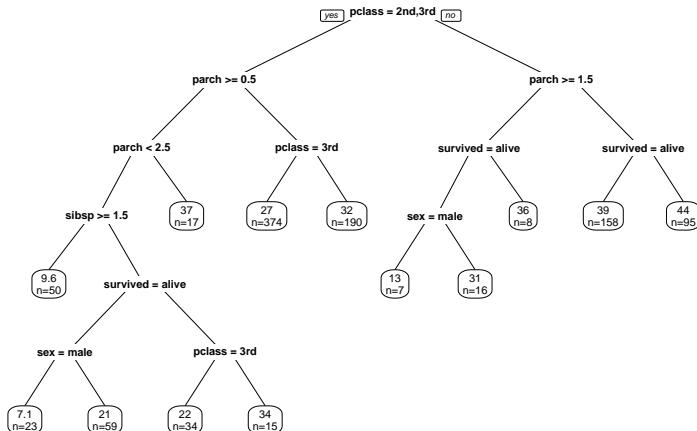 yes pclass = 2nd,3rd no
parch >= 0.5 parch >= 1.5
parch < 2.5 pclass = 3rd survived = alive survived = alive
sibsp >= 1.5 37 27 32 sex = male 36 39 44
n=17 n=374 n=190 n=8 n=158 n=95
9.6 survived = alive 13 31
n=50 n=7 n=16
sex = male pclass = 3rd
7.1 21 22 34
n=23 n=59 n=34 n=15